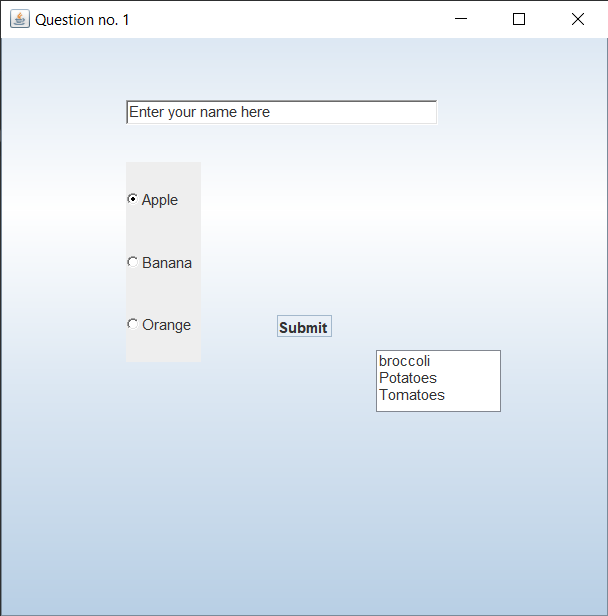 Question no. 1
Enter your name here
Apple
Banana
Orange
Submit
broccoli
Potatoes
Tomatoes